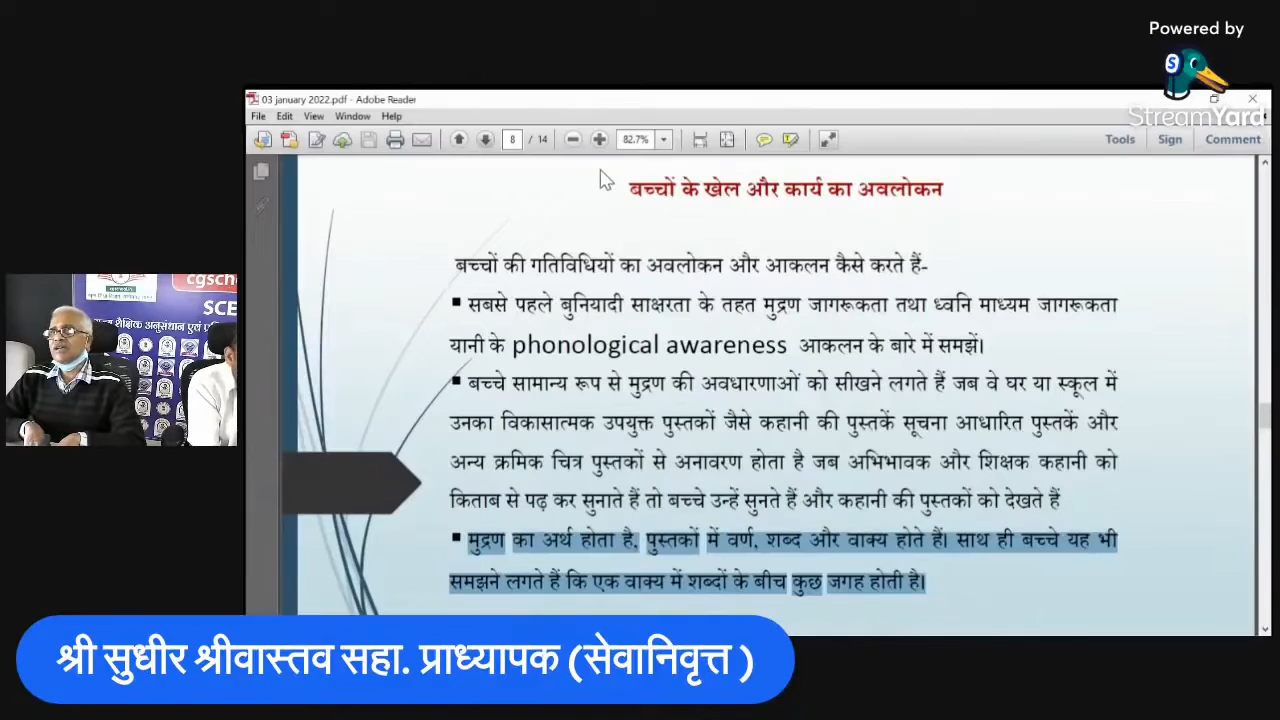 Powered by
S
StreamYard
03 january 2022.pdf - Adobe Reader
File Edit View Window Help
8 / 14 82.7% Tools Sign Comment
बच्चों के खेल और कार्य का अवलोकन
बच्चों की गतिविधियों का अवलोकन और आकलन कैसे करते हैं-
▪ सबसे पहले बुनियादी साक्षरता के तहत मुद्रण जागरूकता तथा ध्वनि माध्यम जागरूकता
यानी के phonological awareness आकलन के बारे में समझें।
▪ बच्चे सामान्य रूप से मुद्रण की अवधारणाओं को सीखने लगते हैं जब वे घर या स्कूल में
उनका विकासात्मक उपयुक्त पुस्तकों जैसे कहानी की पुस्तकें सूचना आधारित पुस्तकें और
अन्य क्रमिक चित्र पुस्तकों से अनावरण होता है जब अभिभावक और शिक्षक कहानी को
किताब से पढ़ कर सुनाते हैं तो बच्चे उन्हें सुनते हैं और कहानी की पुस्तकों को देखते हैं
▪ मुद्रण का अर्थ होता है, पुस्तकों में वर्ण, शब्द और वाक्य होते हैं। साथ ही बच्चे यह भी
समझने लगते हैं कि एक वाक्य में शब्दों के बीच कुछ जगह होती है।
cgsch
SCE
शैक्षिक अनुसंधान एवं
श्री सुधीर श्रीवास्तव सहा. प्राध्यापक (सेवानिवृत्त )